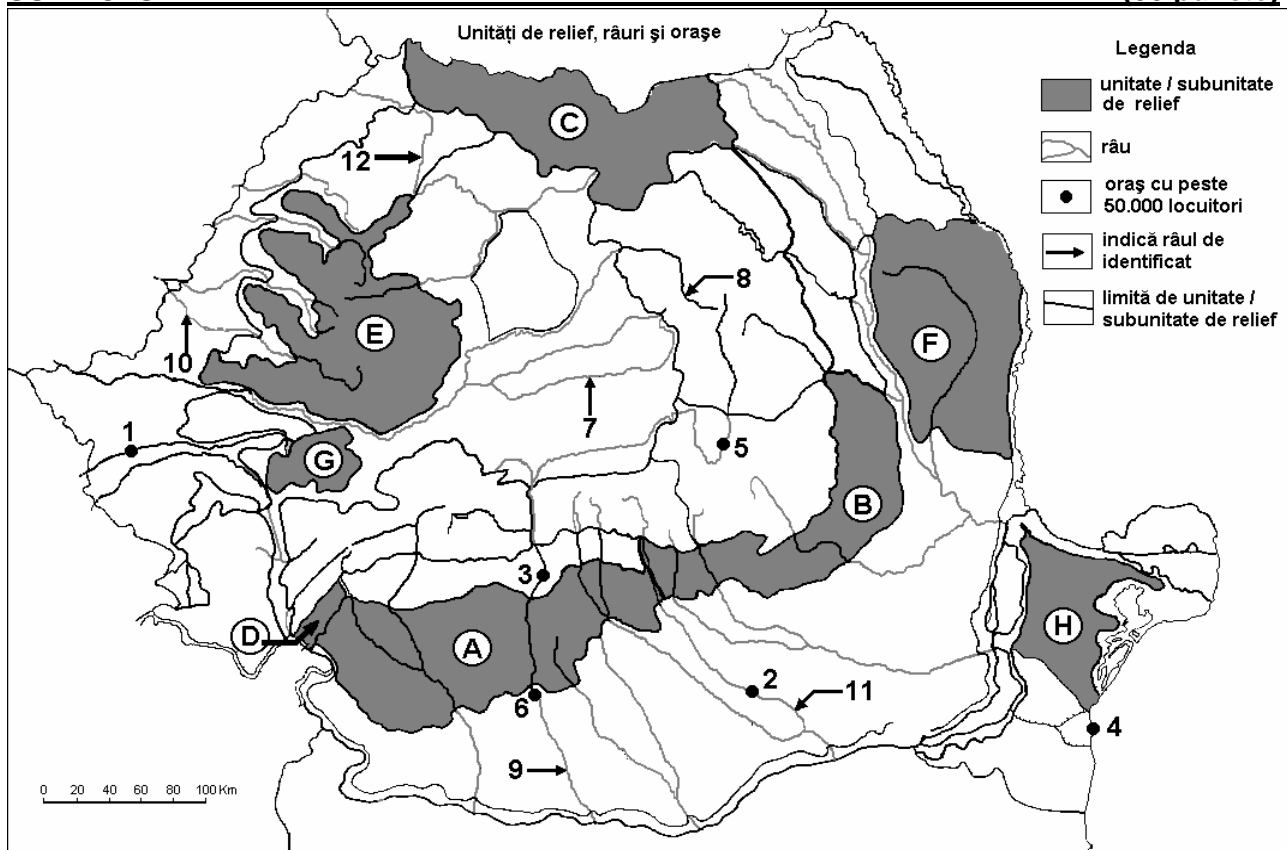 Unități de relief, râuri și orașe
Legenda
unitate / subunitate
de relief
râu
oraş cu peste
50.000 locuitori
indică râul de
identificat
limită de unitate /
subunitate de relief
C
12
8
E
F
10
7
1
G
5
B
3
D
A
H
2
11
6
4
9
0 20 40 60 80 100 Km